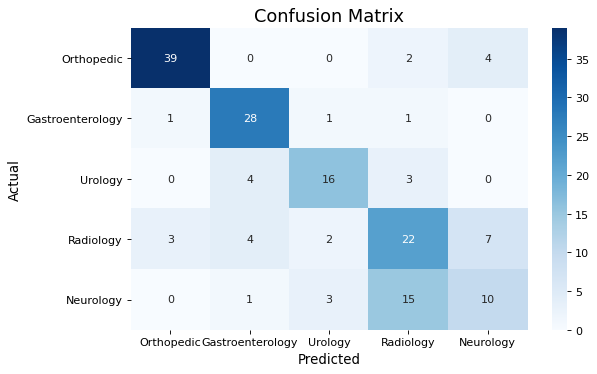 Confusion Matrix
Actual
Orthopedic 39 0 0 2 4
Gastroenterology 1 28 1 1 0
Urology 0 4 16 3 0
Radiology 3 4 2 22 7
Neurology 0 1 3 15 10
Orthopedic Gastroenterology Urology Radiology Neurology
Predicted
35
30
25
20
15
10
5
0